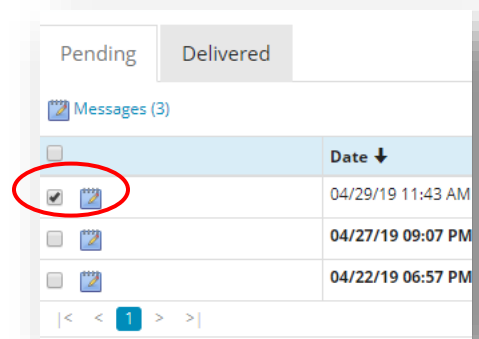 Pending Delivered
Messages (3)
Date ↓
04/29/19 11:43 AM
04/27/19 09:07 PM
04/22/19 06:57 PM
|< < 1 > >|